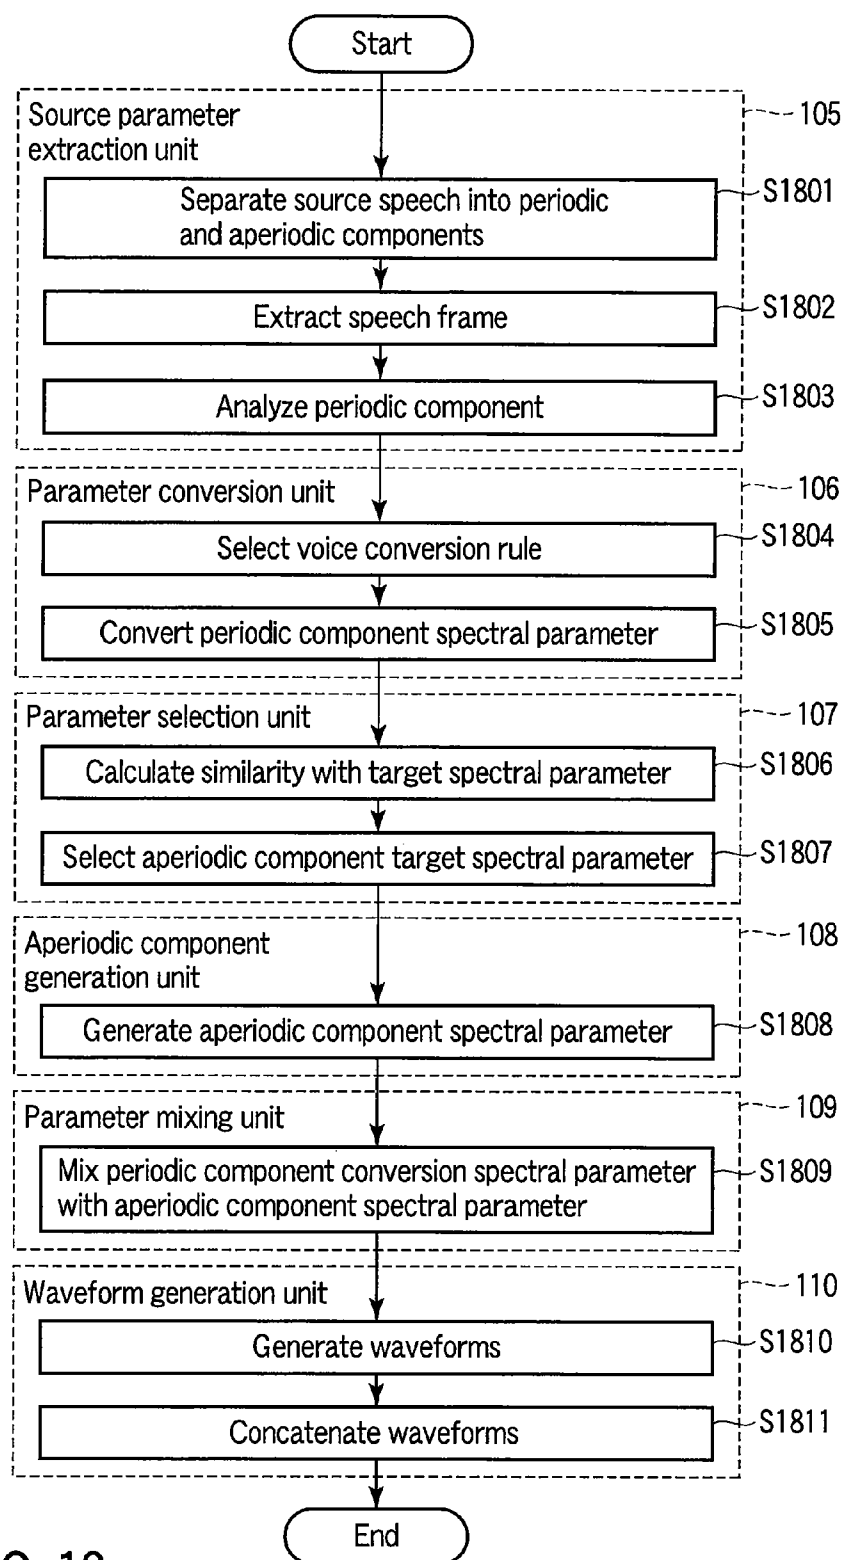 Start
Source parameter
extraction unit
105
Separate source speech into periodic
and aperiodic components
S1801
Extract speech frame
S1802
Analyze periodic component
S1803
Parameter conversion unit
106
Select voice conversion rule
S1804
Convert periodic component spectral parameter
S1805
Parameter selection unit
107
Calculate similarity with target spectral parameter
S1806
Select aperiodic component target spectral parameter
S1807
Aperiodic component
generation unit
108
Generate aperiodic component spectral parameter
S1808
Parameter mixing unit
109
Mix periodic component conversion spectral parameter
with aperiodic component spectral parameter
S1809
Waveform generation unit
110
Generate waveforms
S1810
Concatenate waveforms
S1811
End